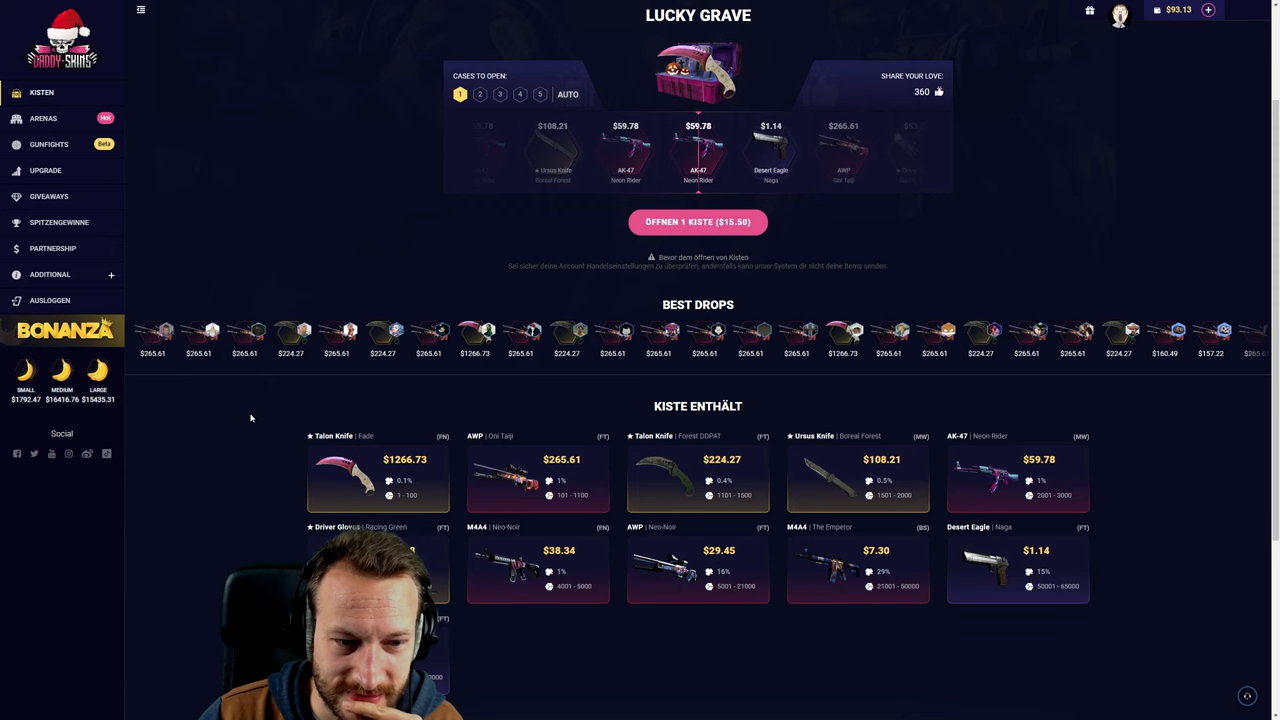 LUCKY GRAVE
$93.13
DADDY-SKINS
KISTEN
ARENAS
Hot
GUNFIGHTS
Beta
UPGRADE
GIVEAWAYS
SPITZENGEWINNE
PARTNERSHIP
ADDITIONAL
AUSLOGGEN
BONANZA
SMALL MEDIUM LARGE
$1792.47 $16416.76 $15435.31
Social
CASES TO OPEN:
1 2 3 4 5 AUTO
SHARE YOUR LOVE:
360
$108.21 $59.78 $59.78 $1.14 $265.61
★ Ursus Knife AK-47 AK-47 Desert Eagle AWP
Boreal Forest Neon Rider Neon Rider Naga Oni Taiji
ÖFFNEN 1 KISTE ($15.50)
Bevor dem öffnen von Kisten
Sei sicher deine Account Handelseinstellungen zu überprüfen, andernfalls kann unser System dir nicht deine Items senden.
BEST DROPS
$265.61 $265.61 $265.61 $224.27 $265.61 $224.27 $265.61 $1266.73 $265.61 $224.27 $265.61 $265.61 $265.61 $265.61 $265.61 $1266.73 $265.61 $265.61 $224.27 $265.61 $265.61 $224.27 $160.49 $157.22
KISTE ENTHÄLT
★ Talon Knife | Fade (FN)
$1266.73
0.1%
1 - 100
AWP | Oni Taiji (FT)
$265.61
1%
101 - 1100
★ Talon Knife | Forest DDPAT (FT)
$224.27
0.4%
1101 - 1500
★ Ursus Knife | Boreal Forest (MW)
$108.21
0.5%
1501 - 2000
AK-47 | Neon Rider (MW)
$59.78
1%
2001 - 3000
★ Driver Gloves | Racing Green (FT)
M4A4 | Neo-Noir (FN)
$38.34
1%
4001 - 5000
AWP | Neo-Noir (FT)
$29.45
16%
5001 - 21000
M4A4 | The Emperor (BS)
$7.30
29%
21001 - 50000
Desert Eagle | Naga (FT)
$1.14
15%
50001 - 65000
(FT)